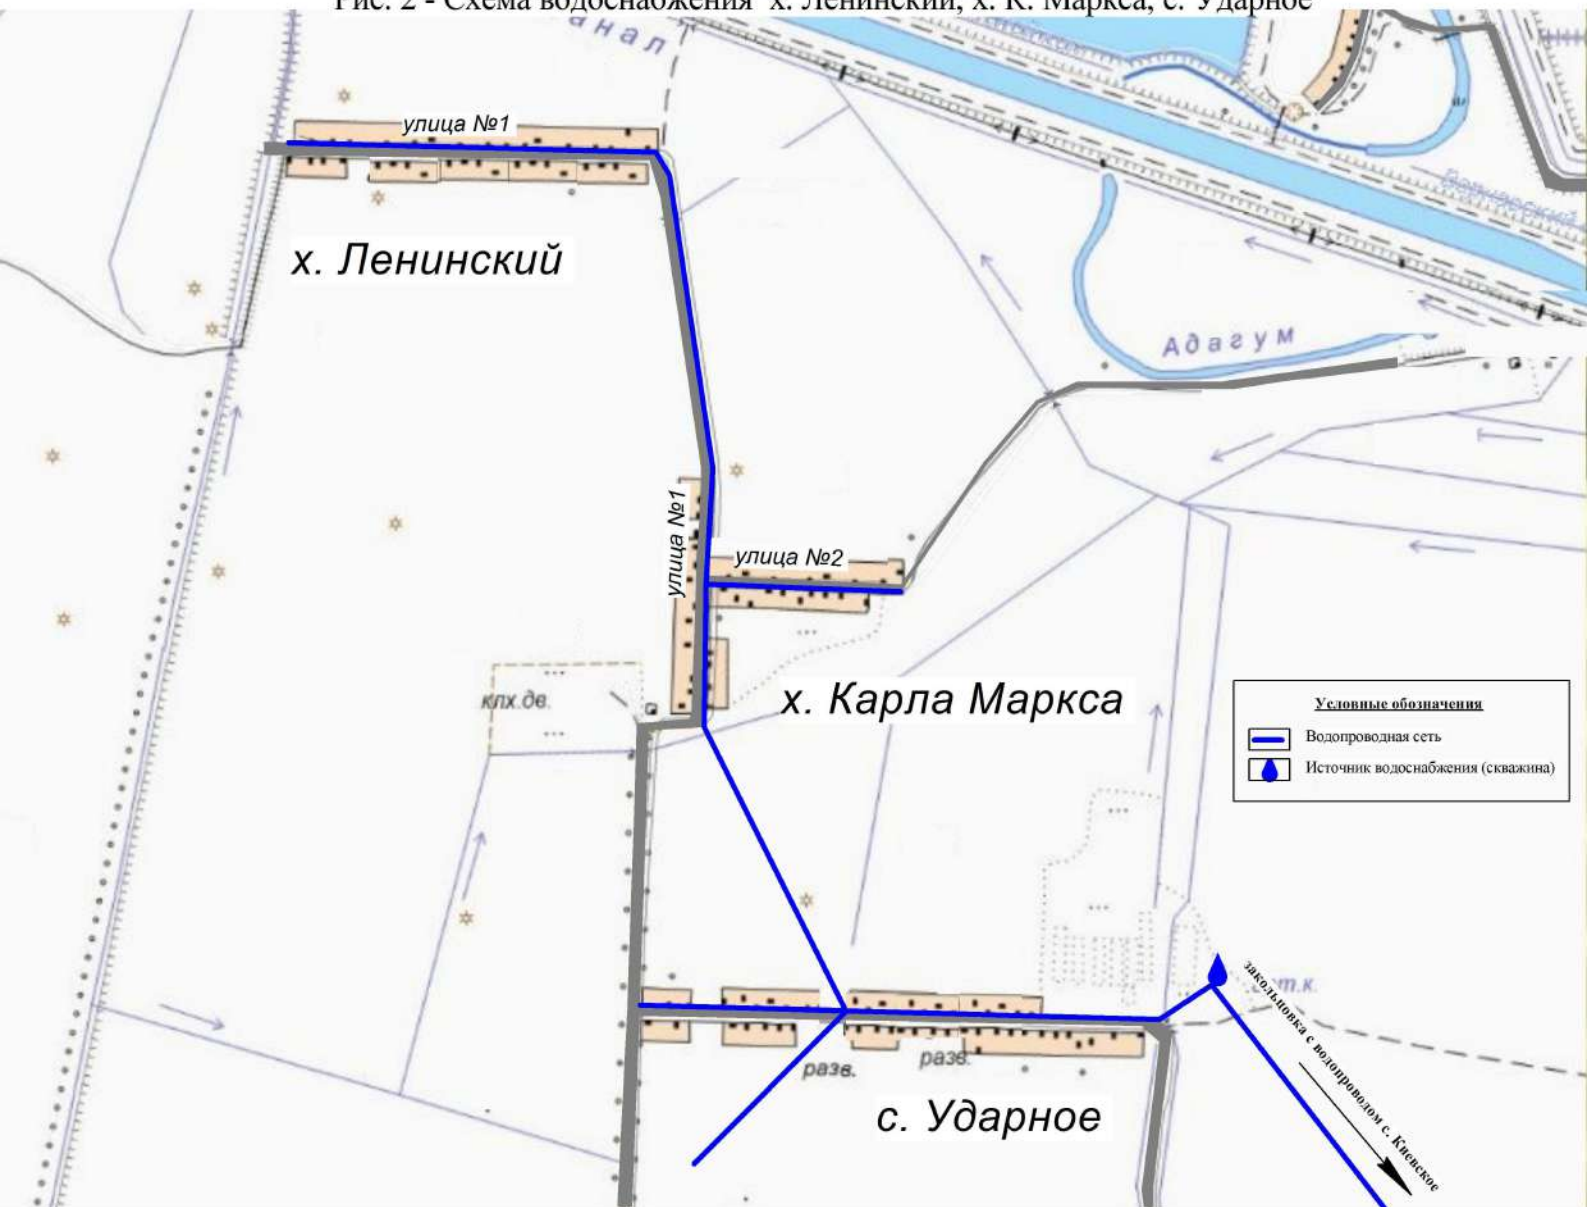 Рис. 2 - Схема водоснабжения х. Ленинский, х. К. Маркса, с. Ударное
анал
улица №1
х. Ленинский
Адагум
улица №1
улица №2
клх.дв.
х. Карла Маркса
Условные обозначения
Водопроводная сеть
Источник водоснабжения (скважина)
закольцовка с водопроводом с. Киевское
т.к.
разв.
разв.
с. Ударное